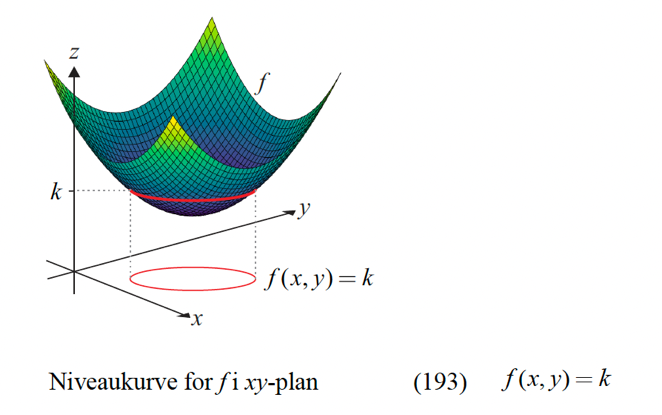 z
f
k
y
f(x, y) = k
x
Niveaukurve for f i xy-plan (193) f(x, y) = k